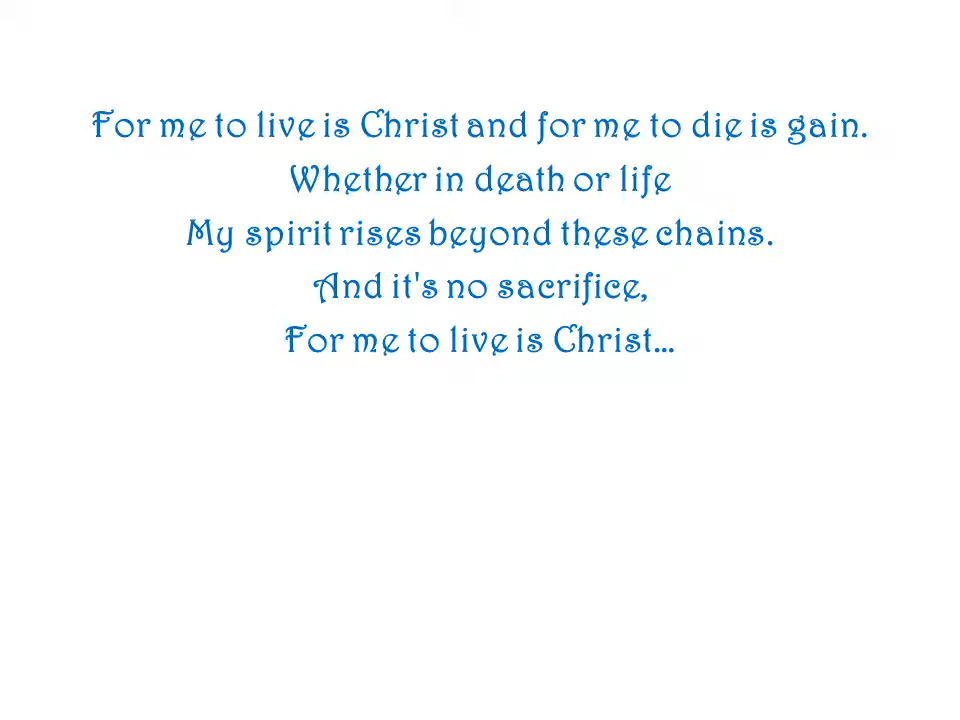 For me to live is Christ and for me to die is gain.
Whether in death or life
My spirit rises beyond these chains.
And it's no sacrifice,
For me to live is Christ...